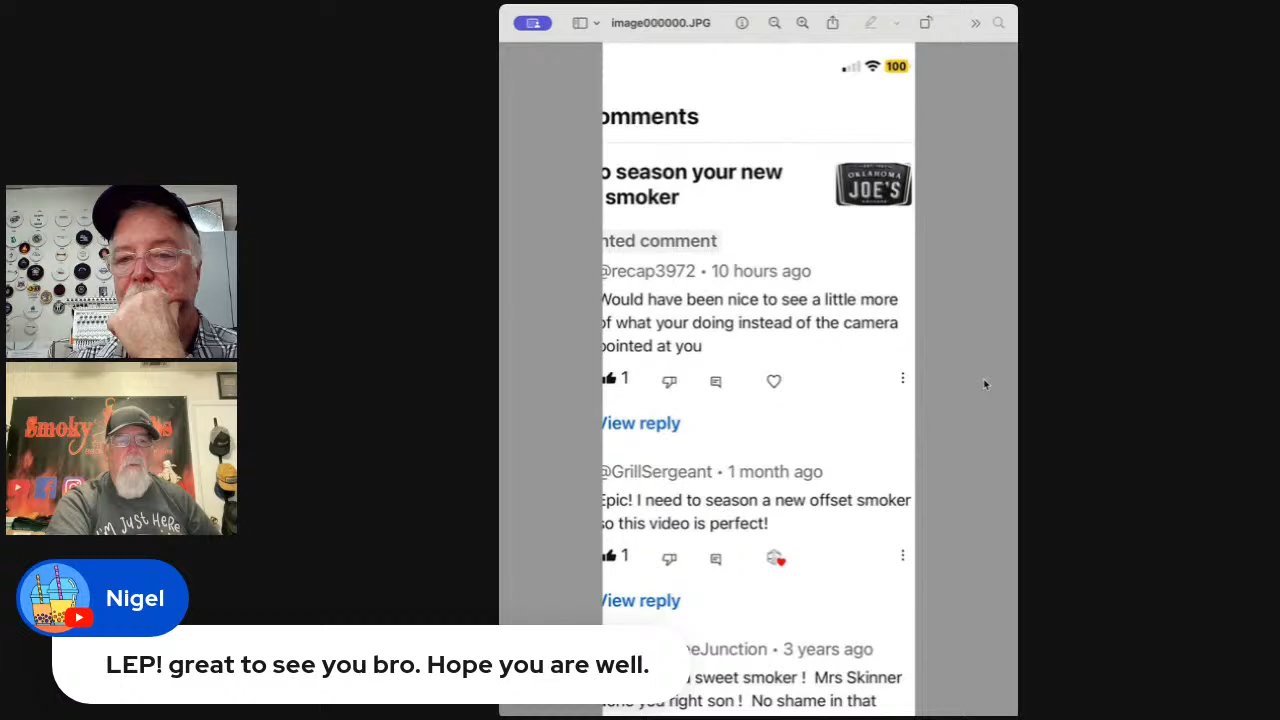 image000000.JPG
100
omments
o season your new
smoker
OKLAHOMA
JOE'S
nted comment
@recap3972 • 10 hours ago
Would have been nice to see a little more
of what your doing instead of the camera
pointed at you
1
View reply
@GrillSergeant • 1 month ago
Epic! I need to season a new offset smoker
so this video is perfect!
1
View reply
eJunction • 3 years ago
sweet smoker ! Mrs Skinner
you right son ! No shame in that
Smoky
I'M JUST HERE
Nigel
LEP! great to see you bro. Hope you are well.